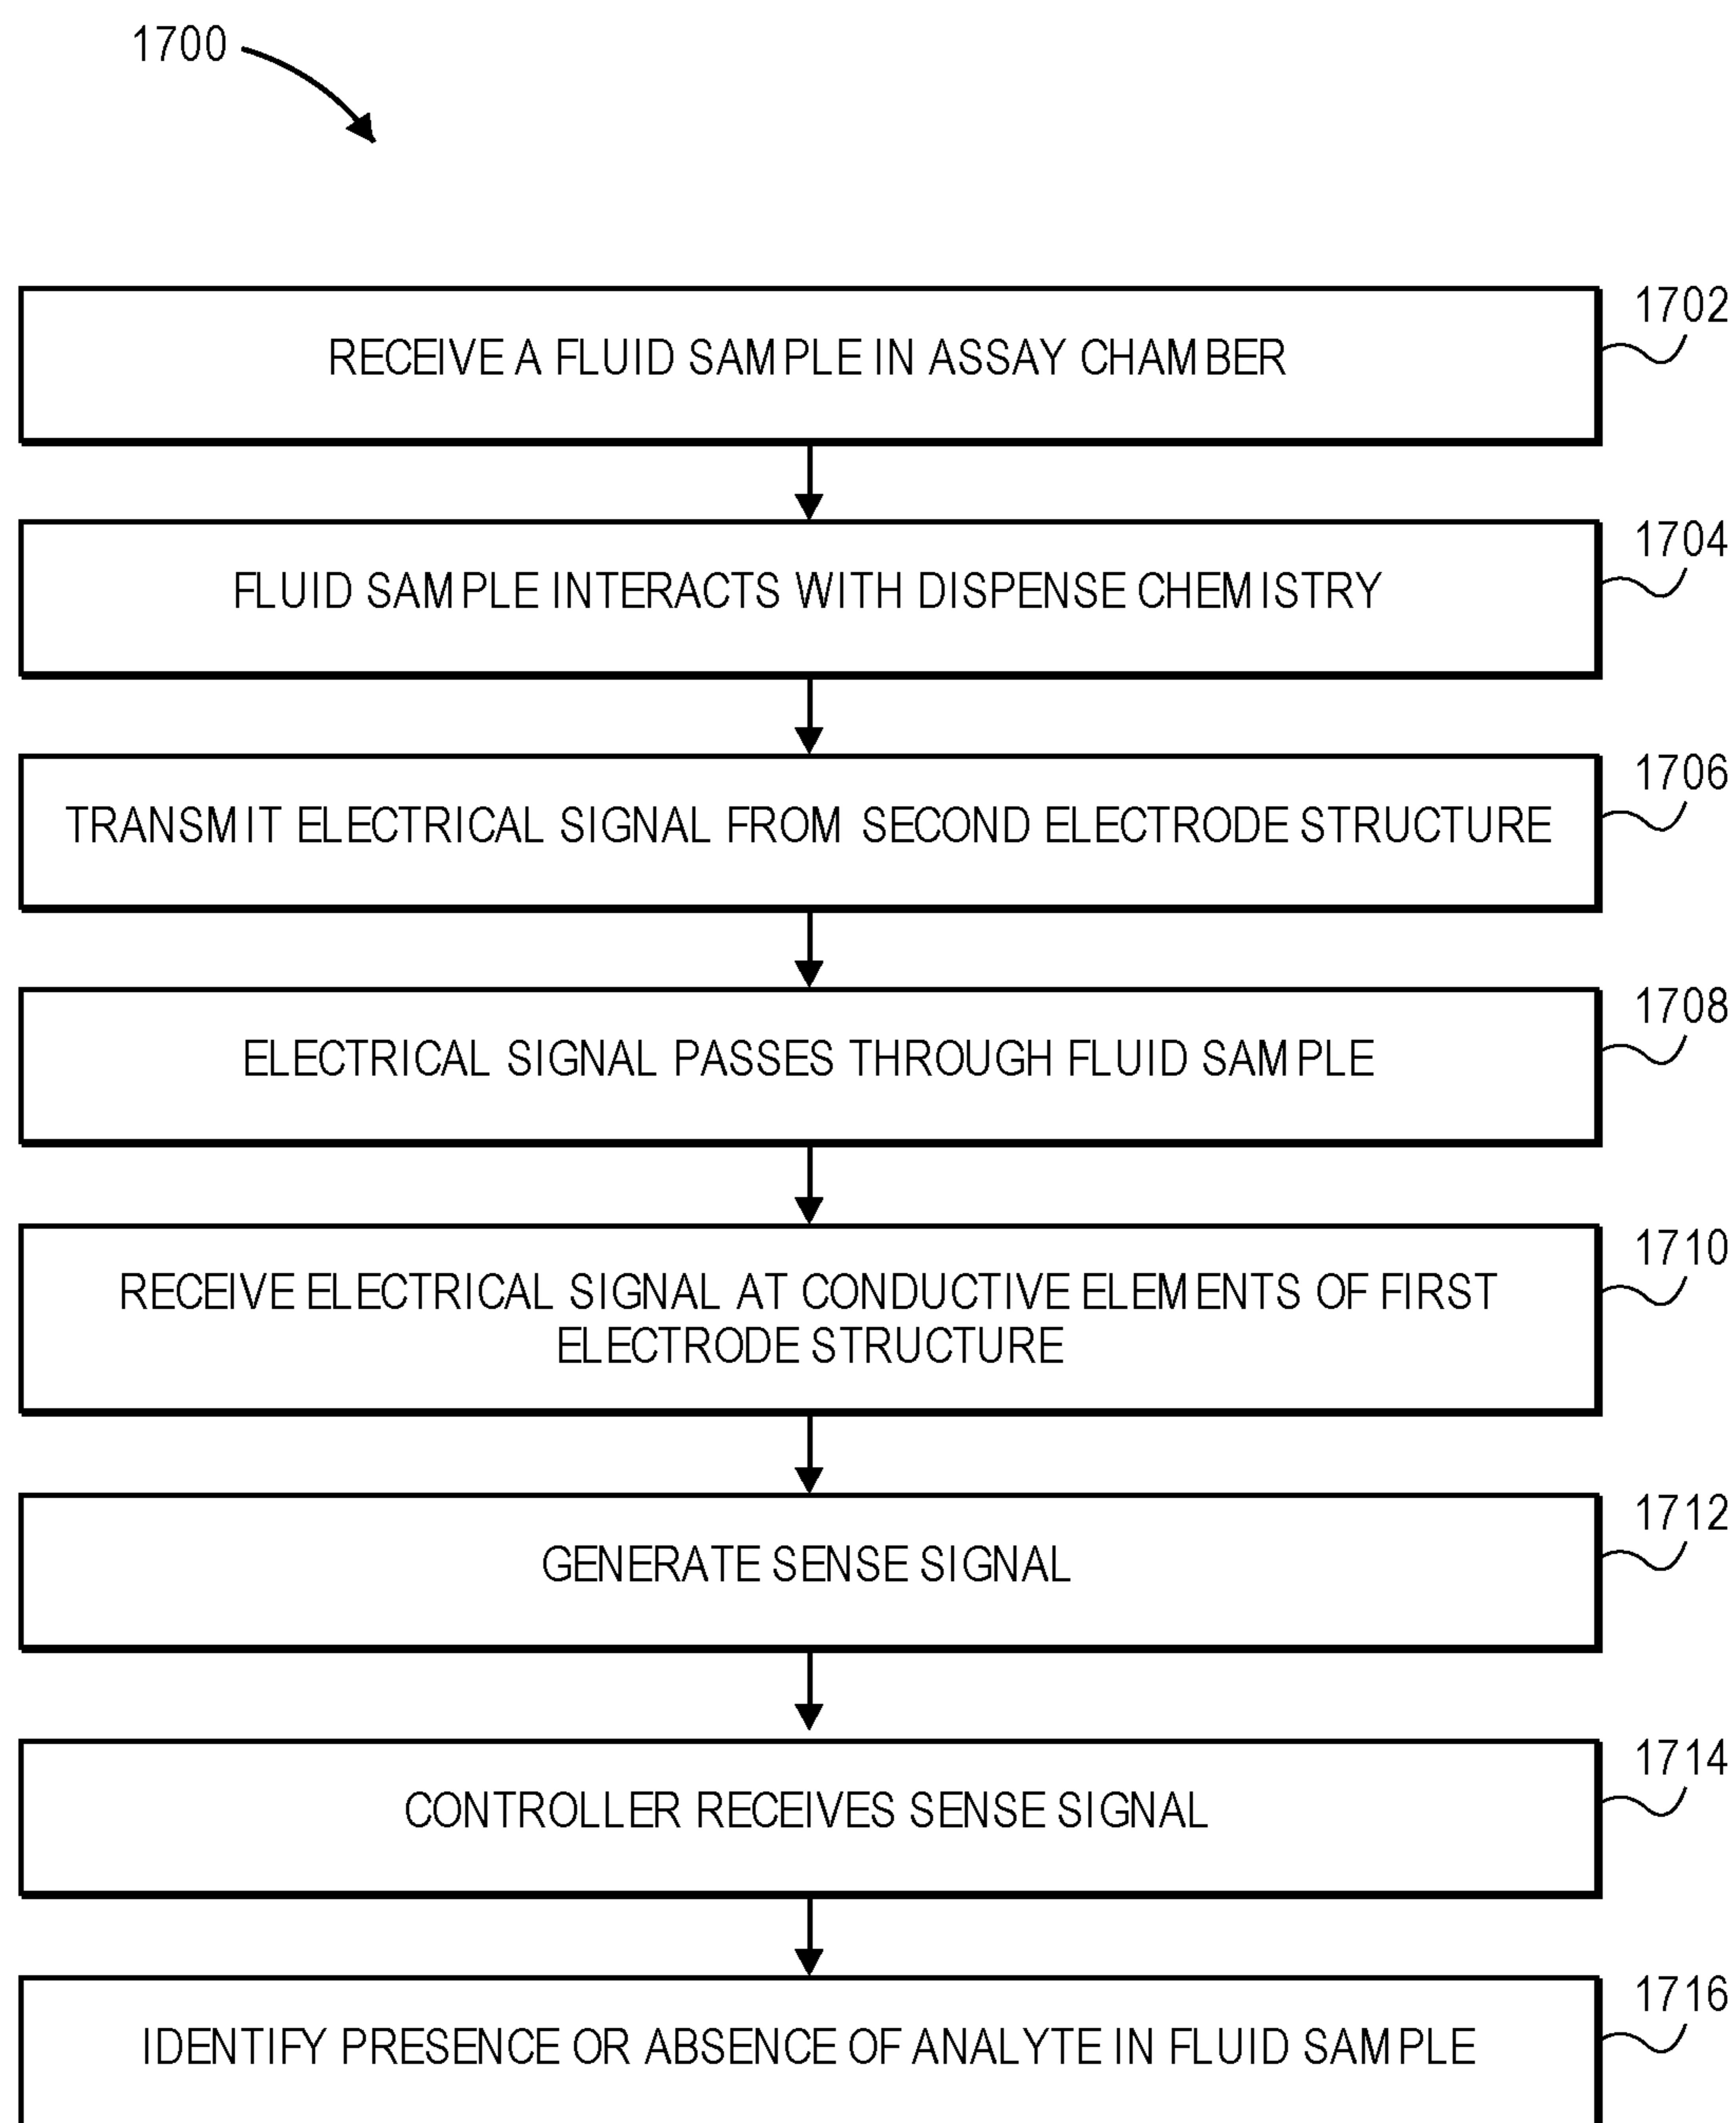 1700
RECEIVE A FLUID SAMPLE IN ASSAY CHAMBER
1702
FLUID SAMPLE INTERACTS WITH DISPENSE CHEMISTRY
1704
TRANSMIT ELECTRICAL SIGNAL FROM SECOND ELECTRODE STRUCTURE
1706
ELECTRICAL SIGNAL PASSES THROUGH FLUID SAMPLE
1708
RECEIVE ELECTRICAL SIGNAL AT CONDUCTIVE ELEMENTS OF FIRST
ELECTRODE STRUCTURE
1710
GENERATE SENSE SIGNAL
1712
CONTROLLER RECEIVES SENSE SIGNAL
1714
IDENTIFY PRESENCE OR ABSENCE OF ANALYTE IN FLUID SAMPLE
1716